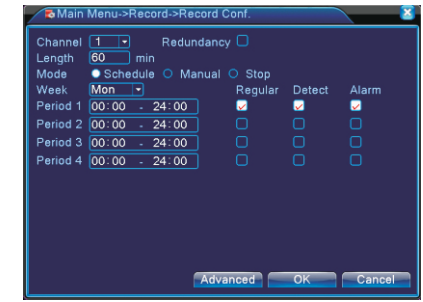 Main Menu->Record->Record Conf.
Channel 1 Redundancy
Length 60 min
Mode Schedule Manual Stop
Week Mon Regular Detect Alarm
Period 1 00:00 - 24:00
Period 2 00:00 - 24:00
Period 3 00:00 - 24:00
Period 4 00:00 - 24:00
Advanced OK Cancel